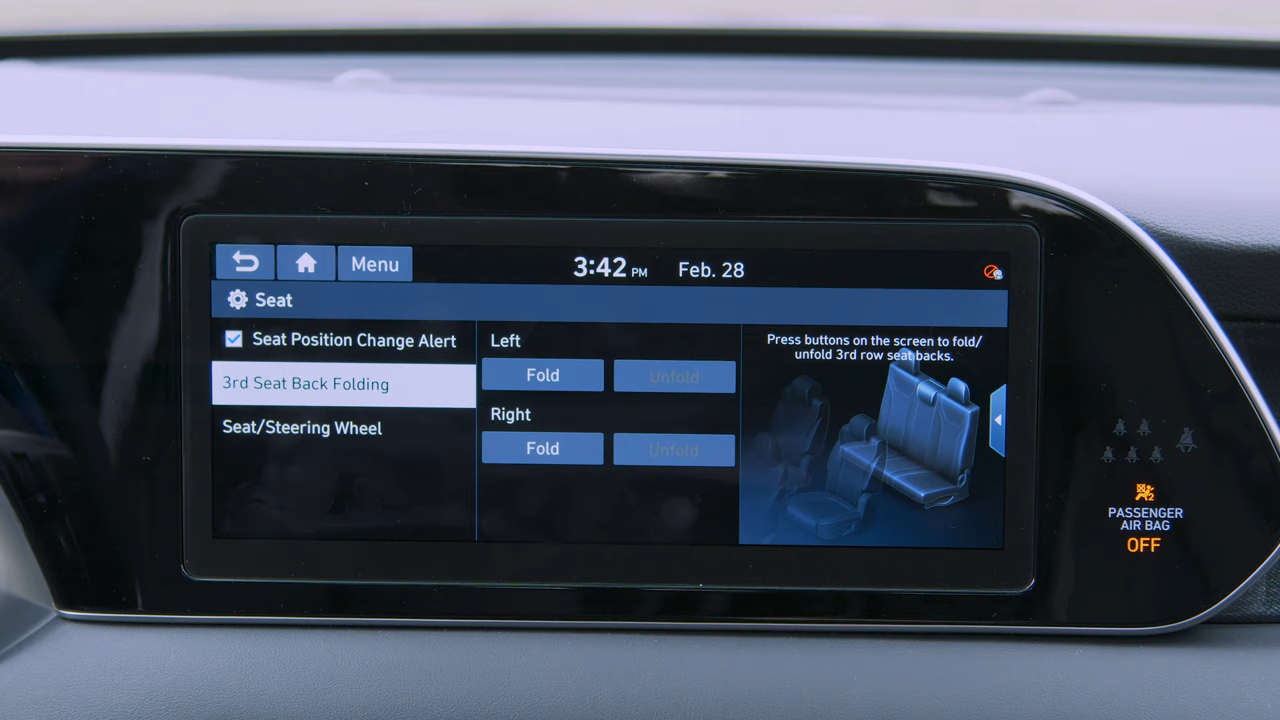 Menu
3:42 PM Feb. 28
Seat
Seat Position Change Alert
3rd Seat Back Folding
Seat/Steering Wheel
Left
Fold
Unfold
Right
Fold
Unfold
Press buttons on the screen to fold/
unfold 3rd row seat backs.
2
PASSENGER
AIR BAG
OFF